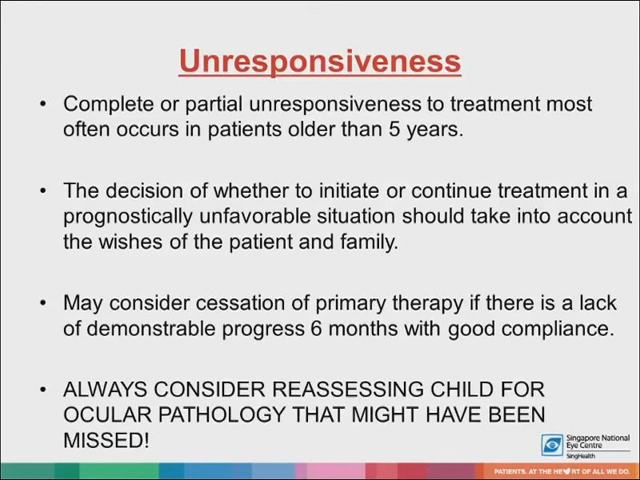 Unresponsiveness
• Complete or partial unresponsiveness to treatment most
often occurs in patients older than 5 years.
• The decision of whether to initiate or continue treatment in a
prognostically unfavorable situation should take into account
the wishes of the patient and family.
• May consider cessation of primary therapy if there is a lack
of demonstrable progress 6 months with good compliance.
• ALWAYS CONSIDER REASSESSING CHILD FOR
OCULAR PATHOLOGY THAT MIGHT HAVE BEEN
MISSED!
Singapore National
Eye Centre
SingHealth
PATIENTS. AT THE HE♥RT OF ALL WE DO.